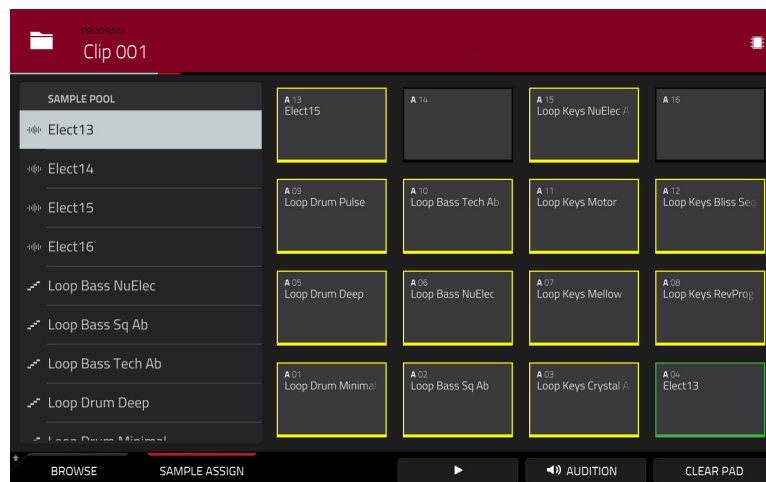 PROGRAM
Clip 001
SAMPLE POOL
Elect13
Elect14
Elect15
Elect16
Loop Bass NuElec
Loop Bass Sq Ab
Loop Bass Tech Ab
Loop Drum Deep
Loop Drum Minimal
A 13
Elect15
A 14
A 15
Loop Keys NuElec A
A 16
A 09
Loop Drum Pulse
A 10
Loop Bass Tech Ab
A 11
Loop Keys Motor
A 12
Loop Keys Bliss Seq
A 05
Loop Drum Deep
A 06
Loop Bass NuElec
A 07
Loop Keys Mellow
A 08
Loop Keys RevProg
A 01
Loop Drum Minimal
A 02
Loop Bass Sq Ab
A 03
Loop Keys Crystal A
A 04
Elect13
BROWSE
SAMPLE ASSIGN
AUDITION
CLEAR PAD